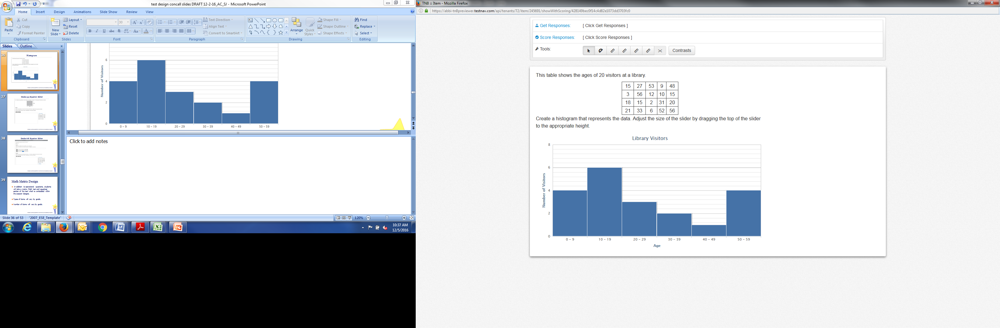 test design concall slides DRAFT 12-2-16_AC_SJ - Microsoft PowerPoint
Home Insert Design Animations Slide Show Review View
Paste
Cut
Copy
Format Painter
Clipboard
New Slide
Layout
Reset
Delete
Slides
30
B I U abc S AV Aa A
Font
Text Direction
Align Text
Convert to SmartArt
Paragraph
Arrange
Quick Styles
Shape Fill
Shape Outline
Shape Effects
Drawing
Find
Replace
Select
Editing
Slides Outline
36
Histogram
37
Grades 3-5 Equation Editor
38
Grades 6-8 Equation Editor
39
Math Matrix Design
In addition to operational questions, students
will take a matrix (field test and equating)
portion of the test which is embedded within
the session designs.
Types of items will vary by grade.
Number of items will vary by grade.
Number of Visitors
6
4
2
0
0 – 9 10 – 19 20 – 29 30 – 39 40 – 49 50 – 59
Click to add notes
Slide 36 of 53 "2007_ESE_Template" 120%
10:37 AM
12/5/2016
TN8 ::: Item - Mozilla Firefox
https://abbi-tn8previewer.testnav.com/api/tenants/72/item/245691/showWithScoring/428149bec0f14c4d82e1073dd3703fc0
Get Responses: [ Click Get Responses ]
Score Responses: [ Click Score Responses ]
Tools: Contrasts
This table shows the ages of 20 visitors at a library.
15 27 53 9 48
3 56 12 10 15
18 15 2 31 20
21 33 6 52 56
Create a histogram that represents the data. Adjust the size of the slider by dragging the top of the slider
to the appropriate height.
Library Visitors
Number of Visitors
8
6
4
2
0
0 – 9 10 – 19 20 – 29 30 – 39 40 – 49 50 – 59
Age